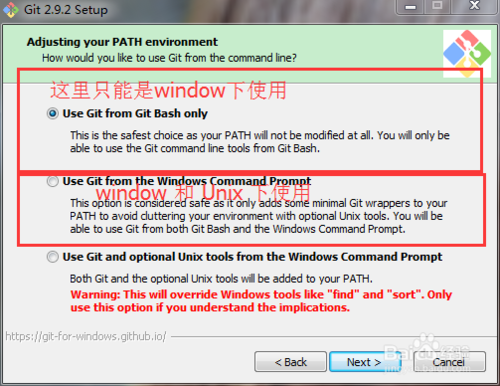 Git 2.9.2 Setup
Adjusting your PATH environment
How would you like to use Git from the command line?
这里只能是window下使用
Use Git from Git Bash only
This is the safest choice as your PATH will not be modified at all. You will only be
able to use the Git command line tools from Git Bash.
Use Git from the Windows Command Prompt
window 和 Unix 下使用
This option is considered safe as it only adds some minimal Git wrappers to your
PATH to avoid cluttering your environment with optional Unix tools. You will be
able to use Git from both Git Bash and the Windows Command Prompt.
Use Git and optional Unix tools from the Windows Command Prompt
Both Git and the optional Unix tools will be added to your PATH.
Warning: This will override Windows tools like "find" and "sort". Only
use this option if you understand the implications.
https://git-for-windows.github.io/
< Back
Next >
Cancel